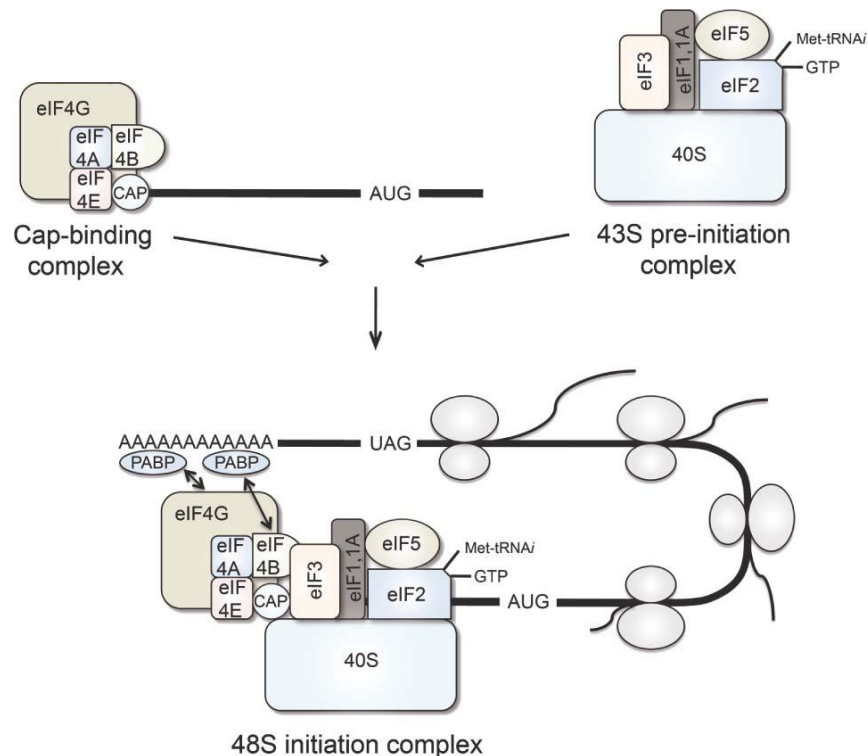 eIF4G
eIF
4A
eIF
4B
eIF
4E
CAP
AUG
Cap-binding
complex
eIF3
eIF1,1A
eIF5
eIF2
Met-tRNAi
GTP
40S
43S pre-initiation
complex
AAAAAAAAAAAA
UAG
PABP
PABP
eIF4G
eIF
4A
eIF
4B
eIF
4E
CAP
eIF3
eIF1,1A
eIF5
eIF2
Met-tRNAi
GTP
AUG
40S
48S initiation complex